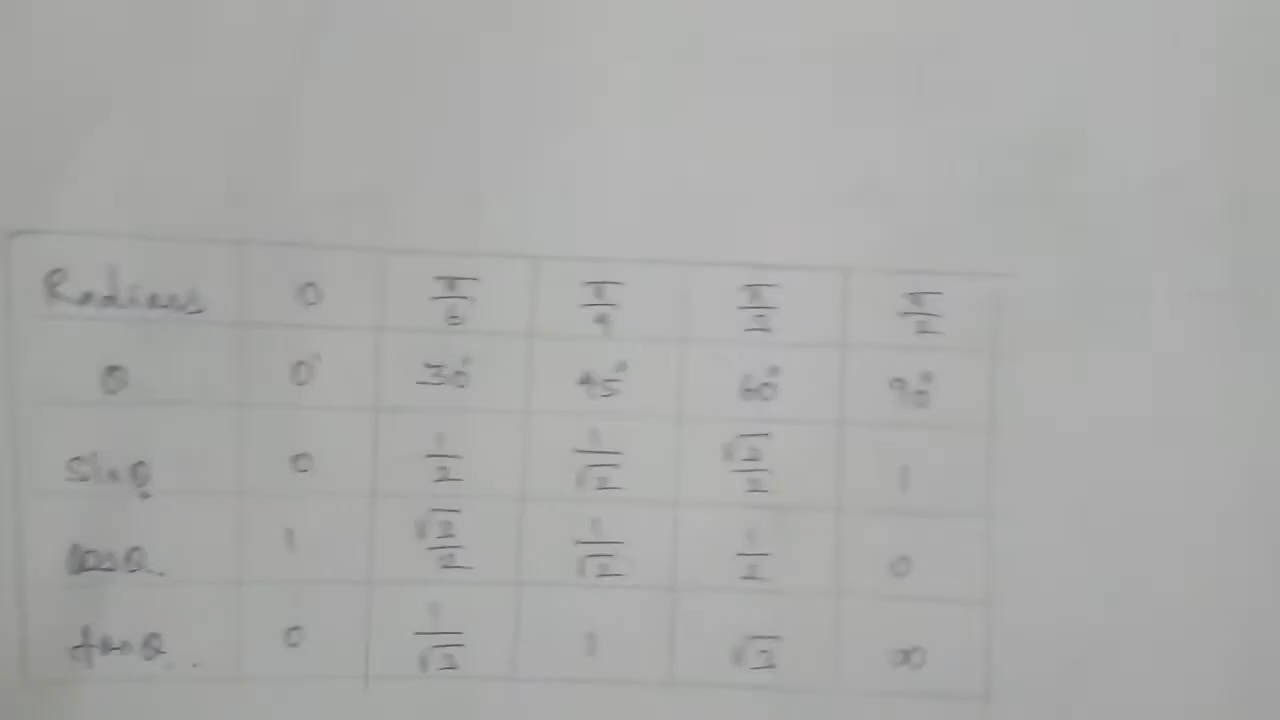 Radians 0 π/6 π/4 π/3 π/2
θ 0° 30° 45° 60° 90°
sinθ 0 1/2 1/√2 √3/2 1
cosθ 1 √3/2 1/√2 1/2 0
tanθ 0 1/√3 1 √3 ∞